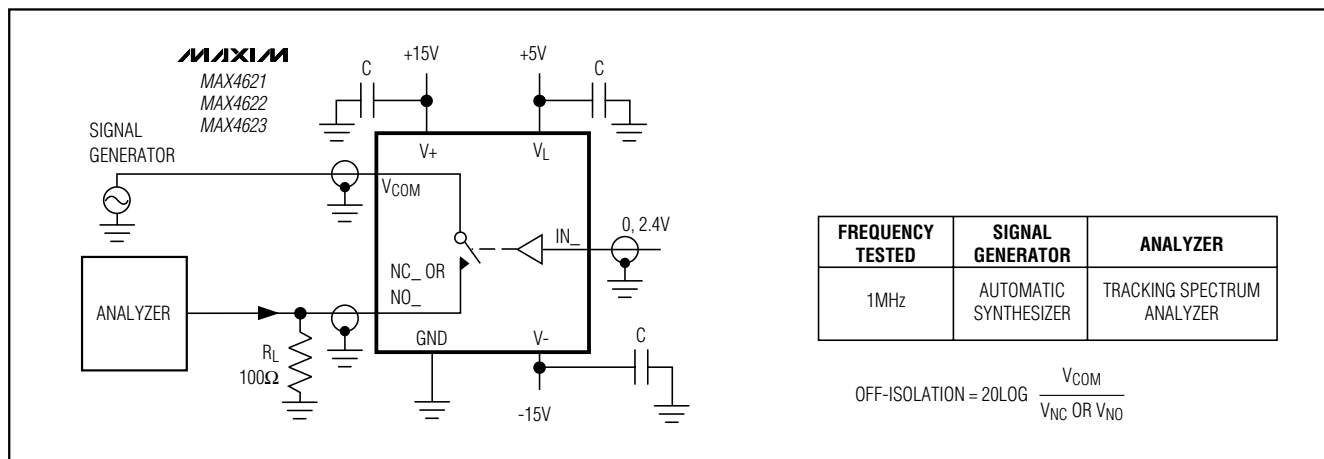 MAXIM
MAX4621
MAX4622
MAX4623
+15V
+5V
C
C
SIGNAL
GENERATOR
V+
VL
VCOM
IN_
0, 2.4V
NC_ OR
NO_
ANALYZER
GND
V-
C
RL
100Ω
-15V
FREQUENCY
TESTED
SIGNAL
GENERATOR
ANALYZER
1MHz
AUTOMATIC
SYNTHESIZER
TRACKING SPECTRUM
ANALYZER
OFF-ISOLATION = 20LOG VCOM
VNC OR VNO